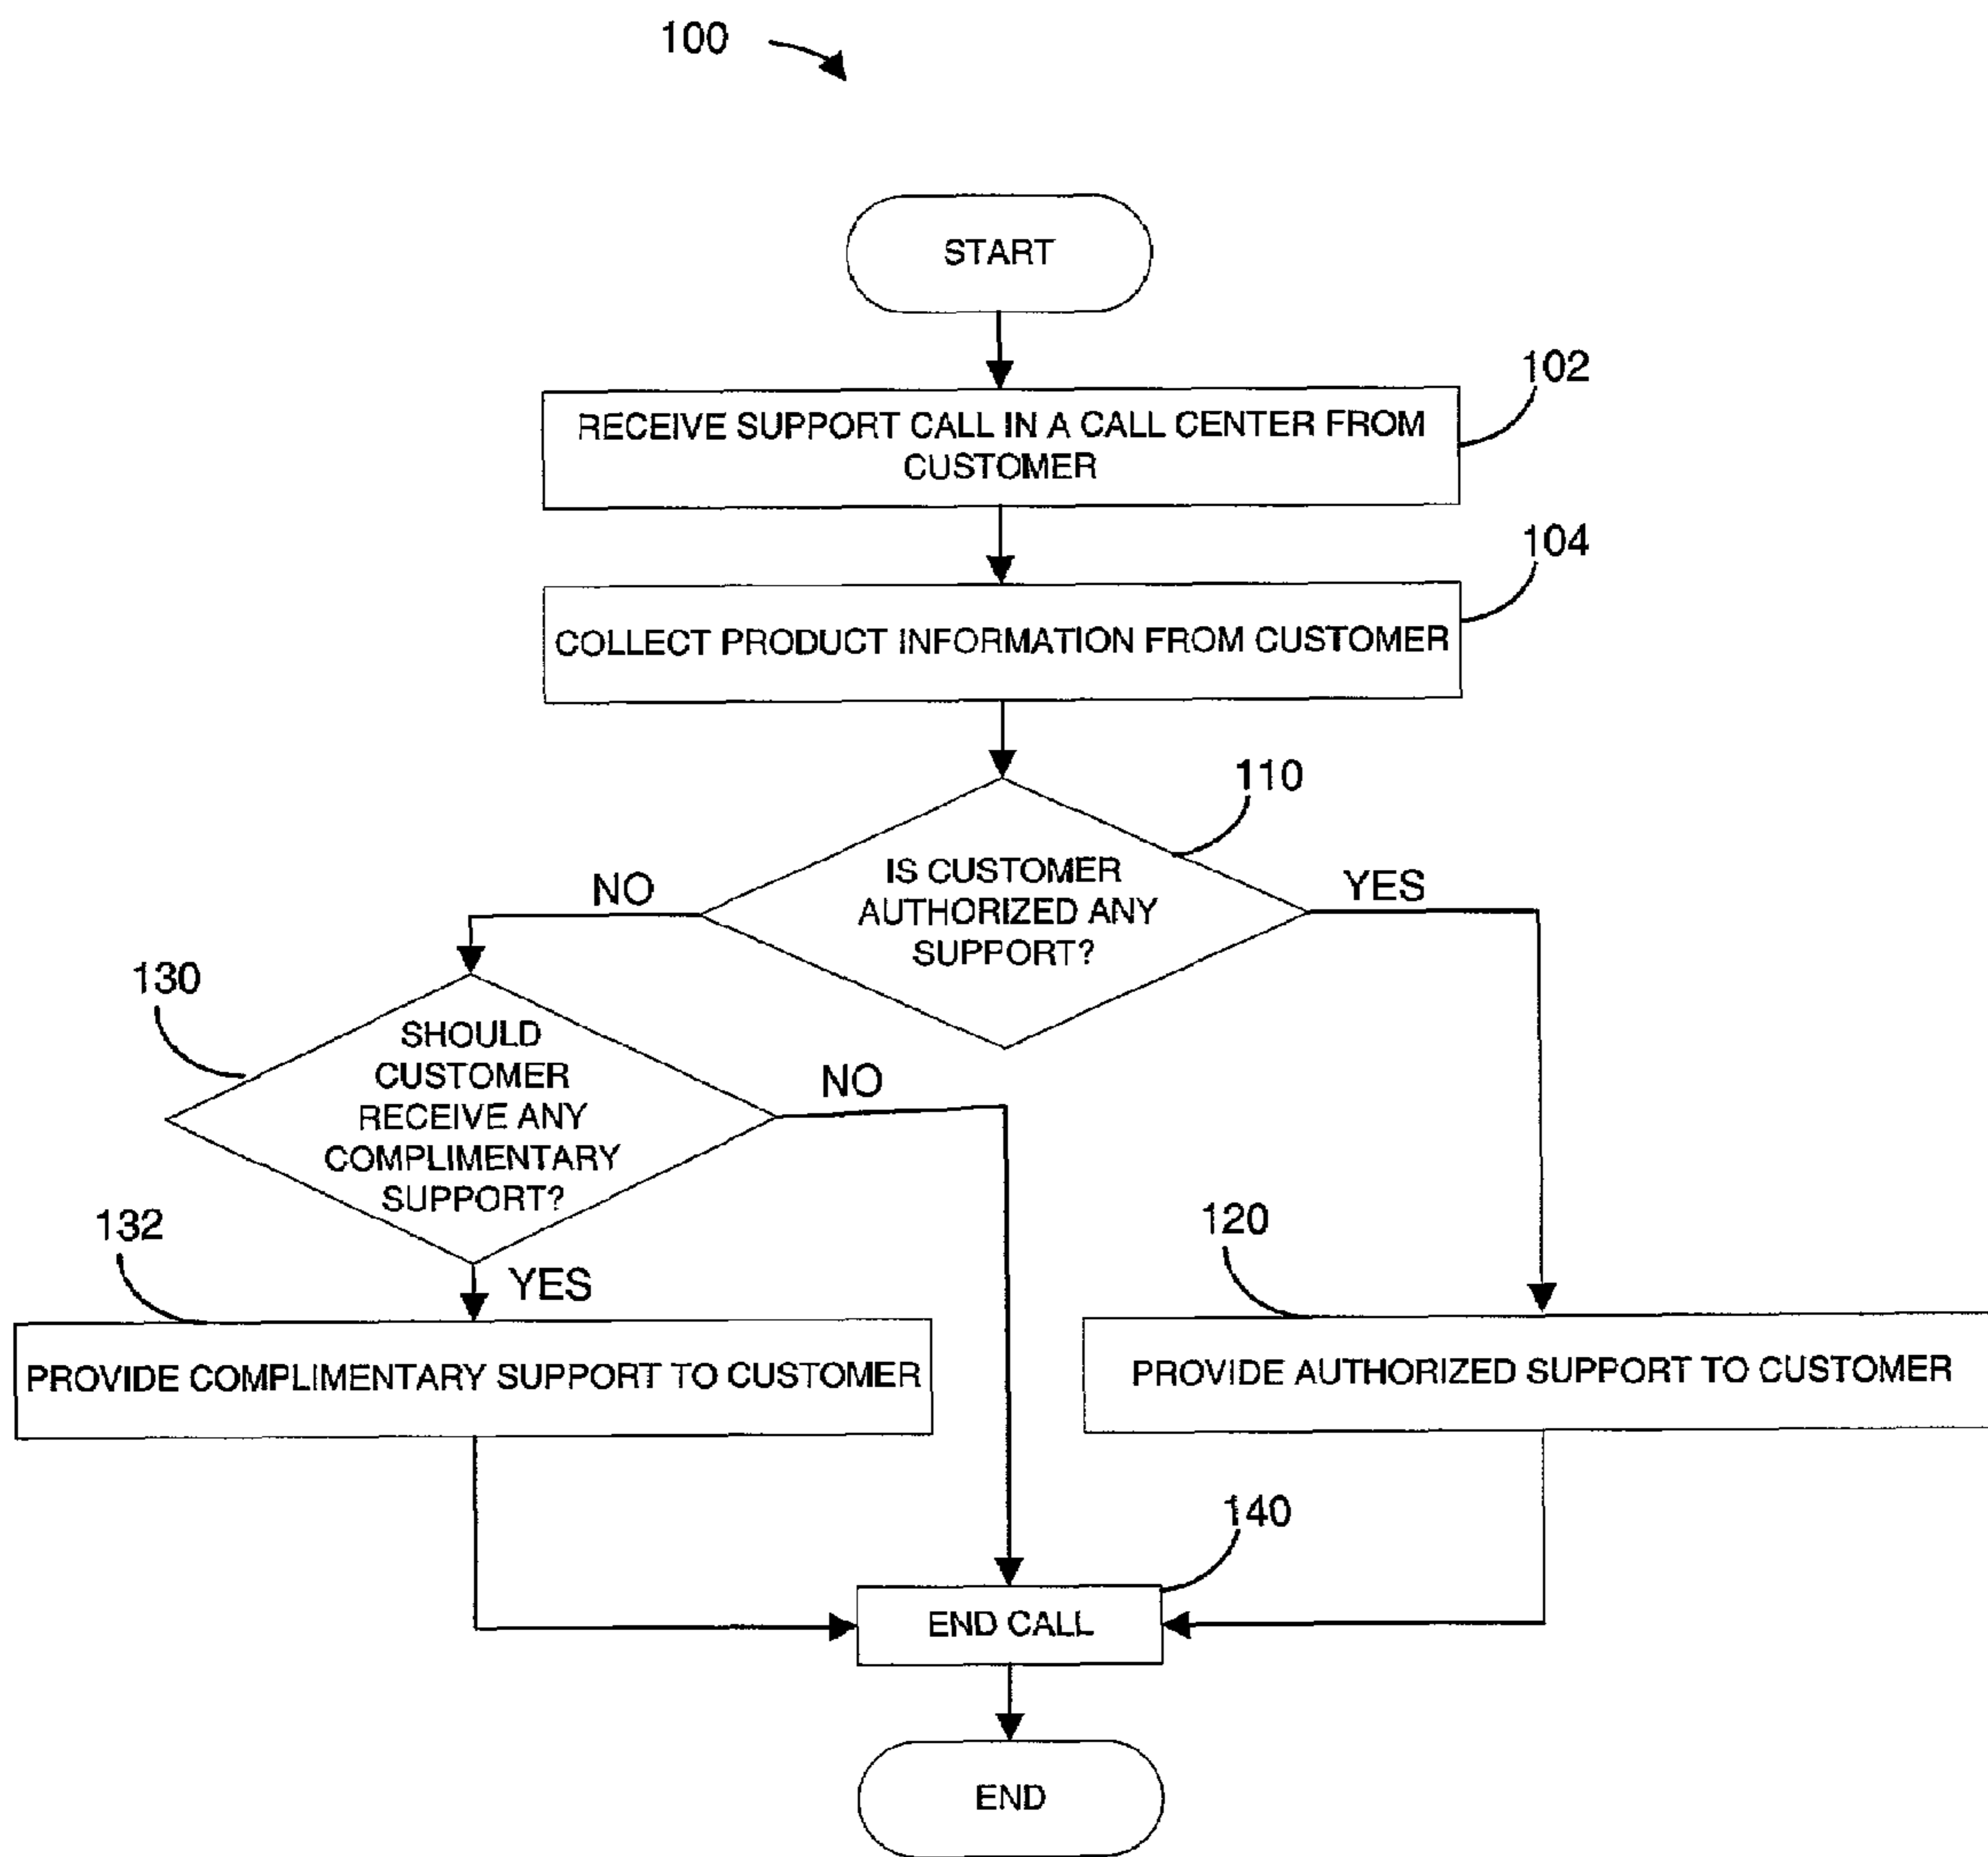 100
START
102
RECEIVE SUPPORT CALL IN A CALL CENTER FROM
CUSTOMER
104
COLLECT PRODUCT INFORMATION FROM CUSTOMER
110
IS CUSTOMER
AUTHORIZED ANY
SUPPORT?
NO
YES
130
SHOULD
CUSTOMER
RECEIVE ANY
COMPLIMENTARY
SUPPORT?
NO
YES
132
PROVIDE COMPLIMENTARY SUPPORT TO CUSTOMER
120
PROVIDE AUTHORIZED SUPPORT TO CUSTOMER
140
END CALL
END